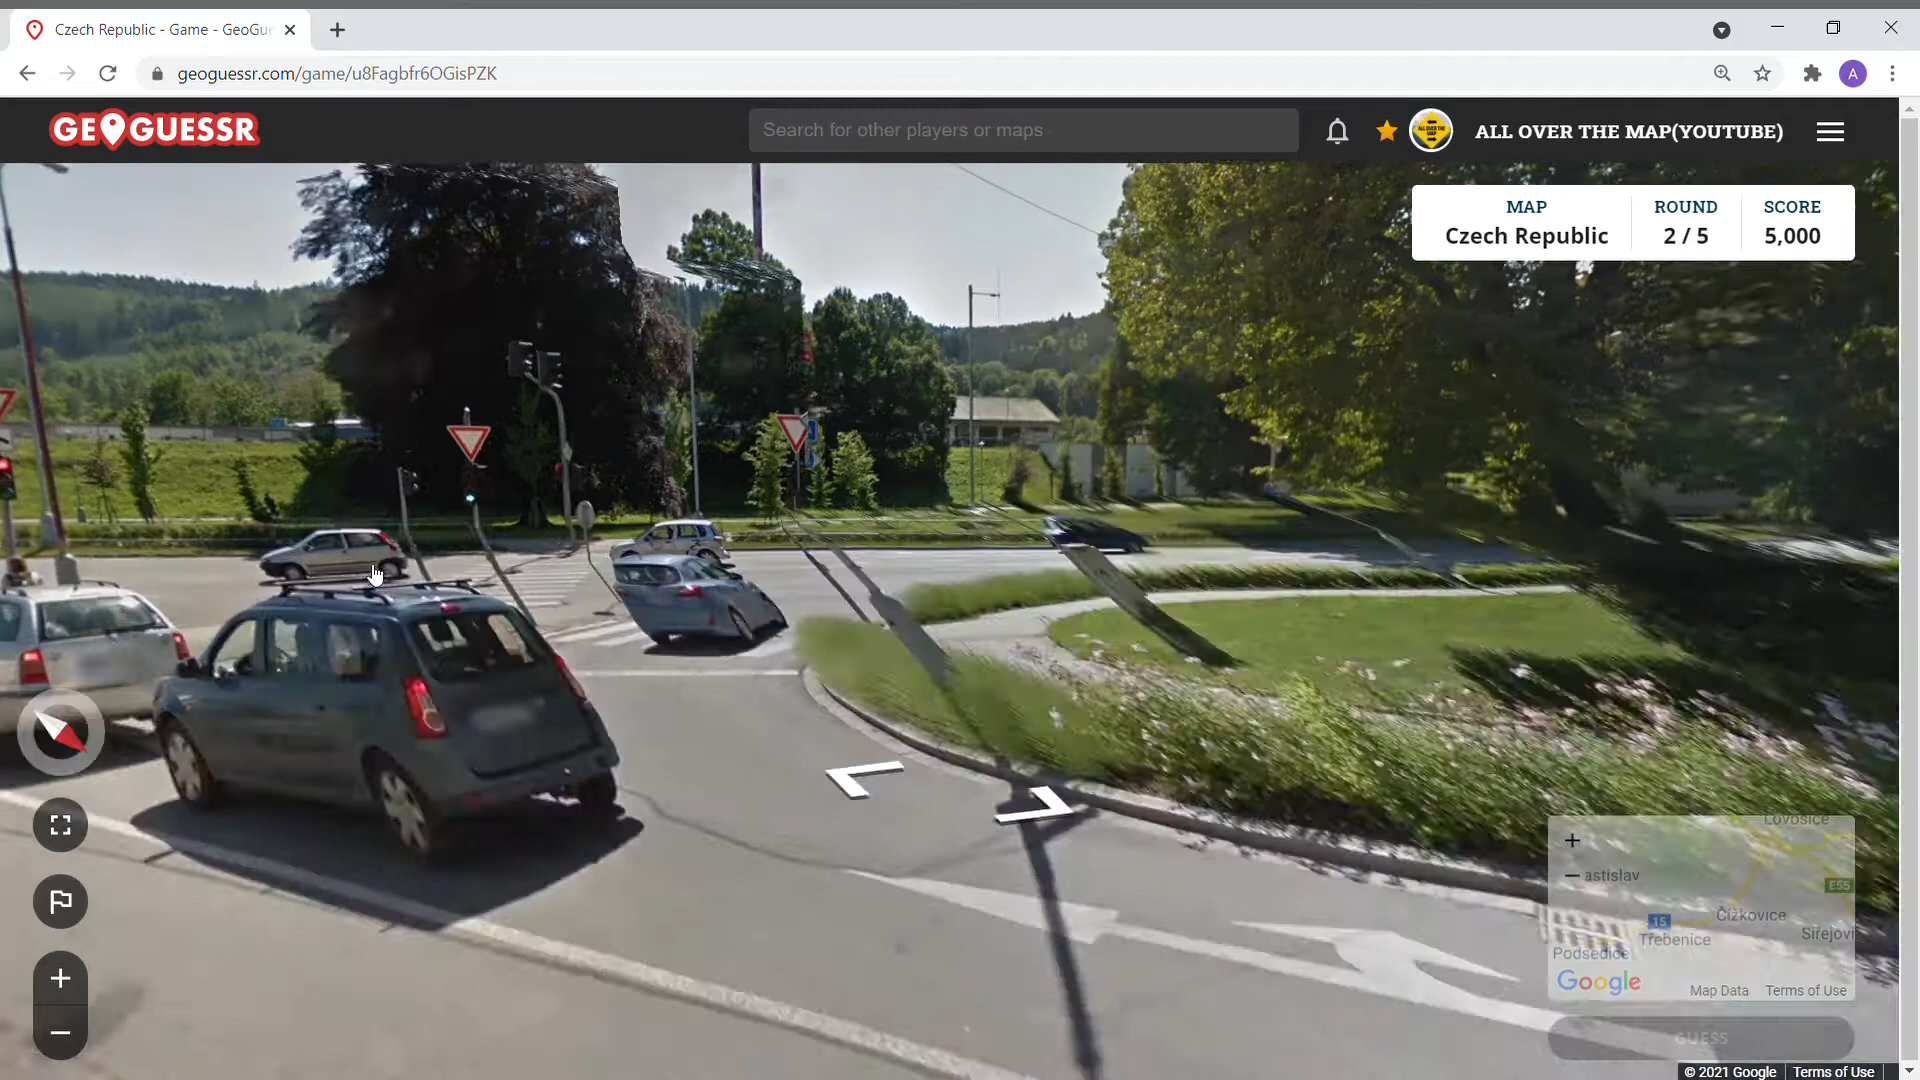 Czech Republic - Game - GeoGue
geoguessr.com/game/u8Fagbfr6OGisPZK
A
GEOGUESSR
Search for other players or maps
ALL OVER THE MAP(YOUTUBE)
MAP
ROUND
SCORE
Czech Republic
2 / 5
5,000
Lovosice
astislav
E55
15
Čížkovice
Třebenice
Siřejovi
Podsedice
Google
Map Data
Terms of Use
GUESS
© 2021 Google
Terms of Use